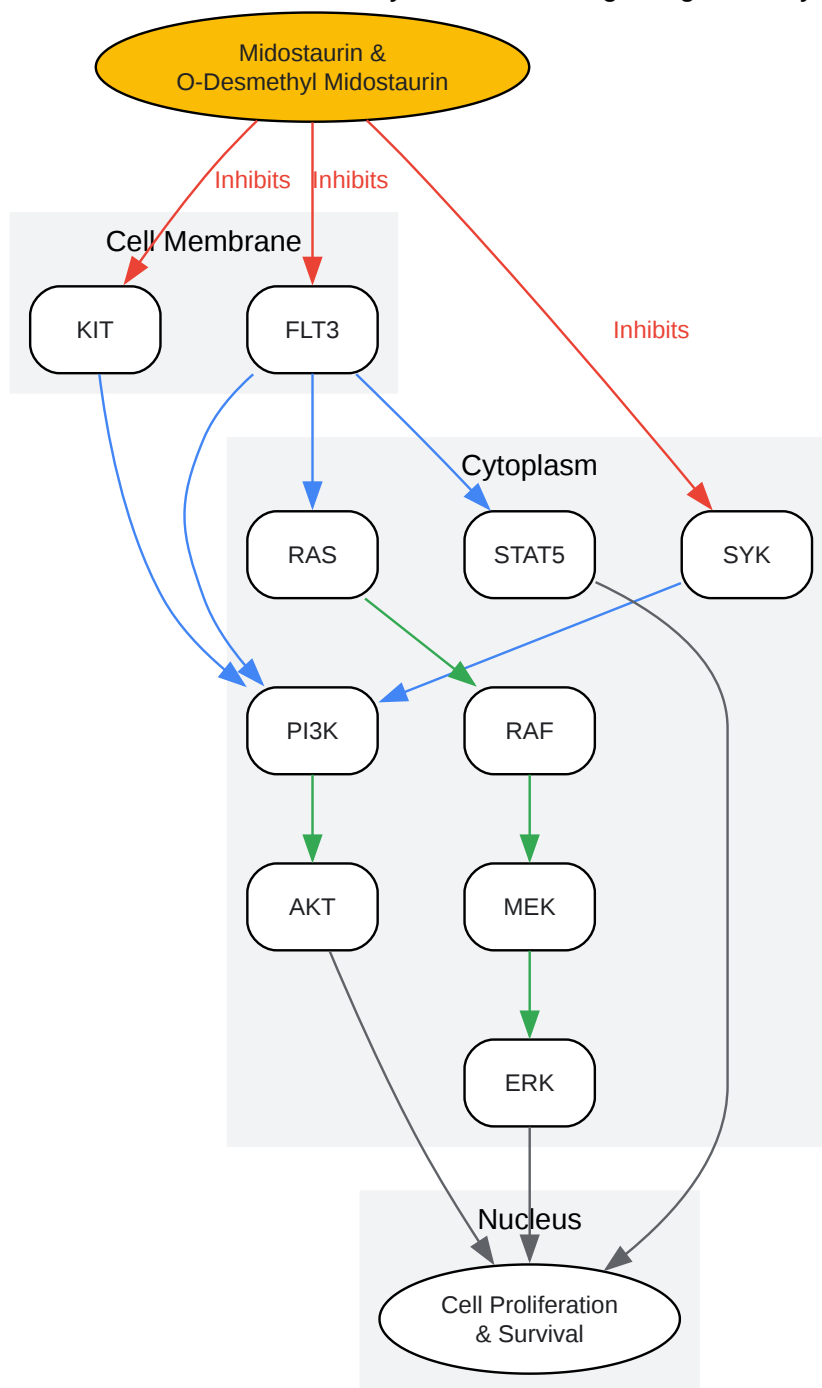 Midostaurin &
O-Desmethyl Midostaurin
Inhibits
Inhibits
Cell Membrane
KIT
FLT3
Inhibits
Cytoplasm
RAS
STAT5
SYK
PI3K
RAF
AKT
MEK
ERK
Nucleus
Cell Proliferation
& Survival